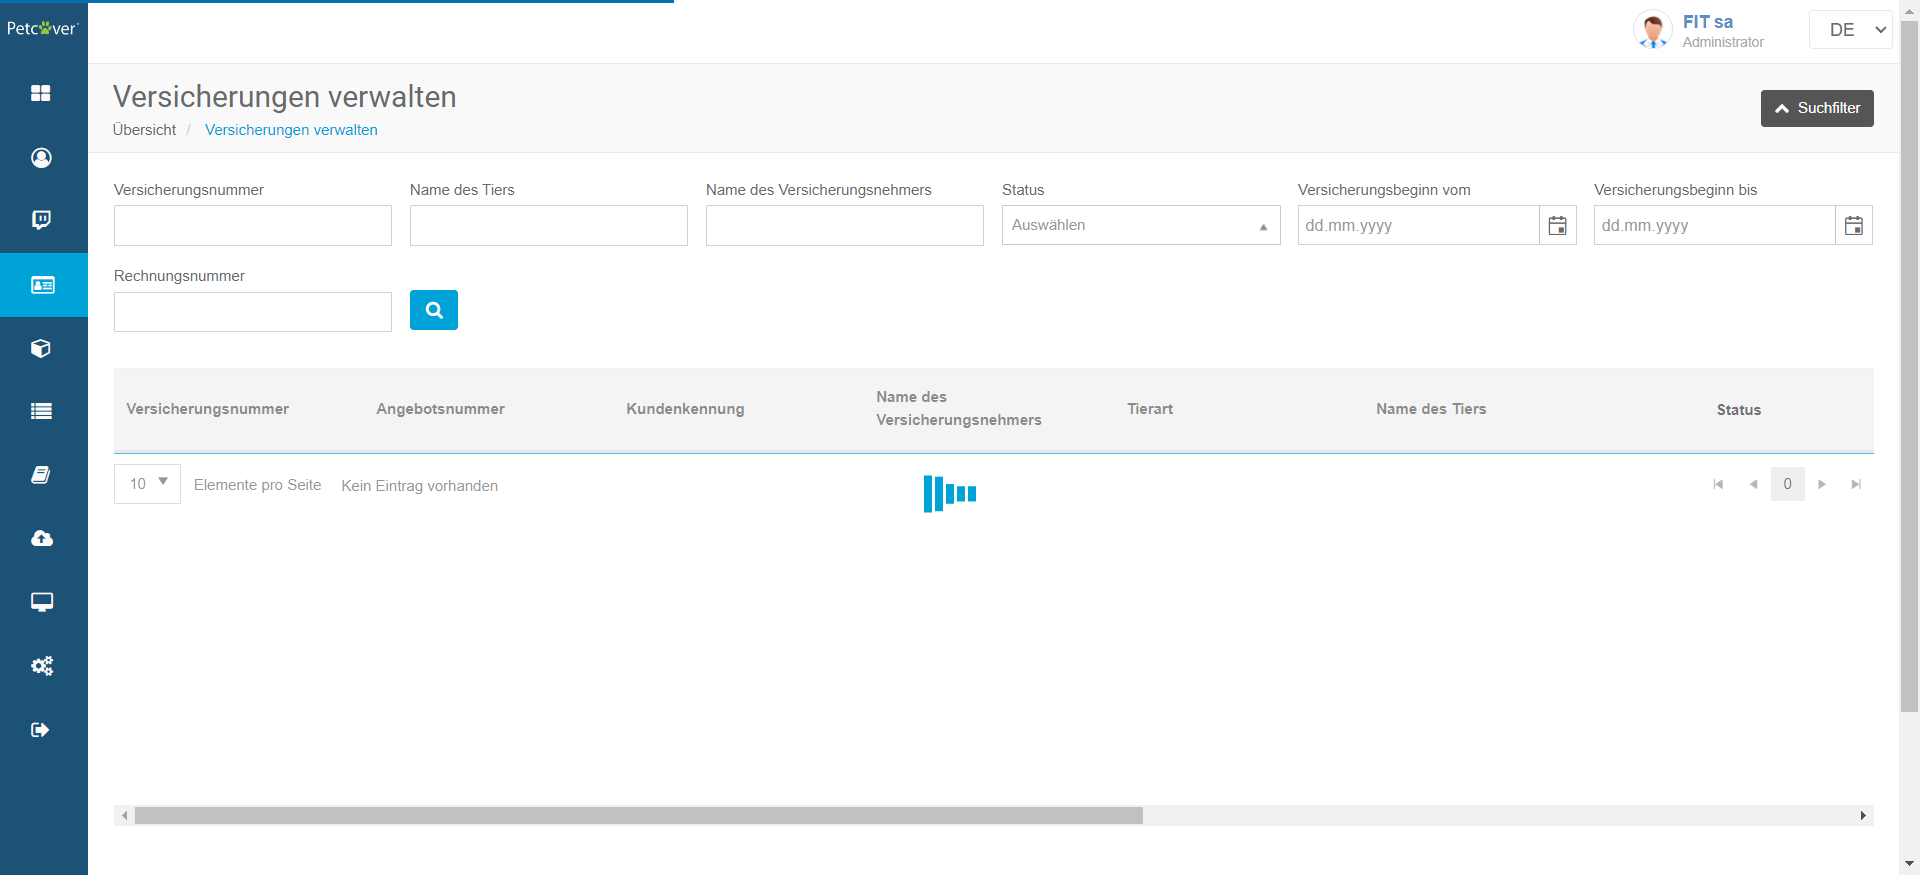 Petcover
FIT sa
Administrator
DE
Versicherungen verwalten
Übersicht / Versicherungen verwalten
Suchfilter
Versicherungsnummer
Name des Tiers
Name des Versicherungsnehmers
Status
Versicherungsbeginn vom
Versicherungsbeginn bis
Auswählen
dd.mm.yyyy
dd.mm.yyyy
Rechnungsnummer
Versicherungsnummer
Angebotsnummer
Kundenkennung
Name des
Versicherungsnehmers
Tierart
Name des Tiers
Status
10
Elemente pro Seite
Kein Eintrag vorhanden
0